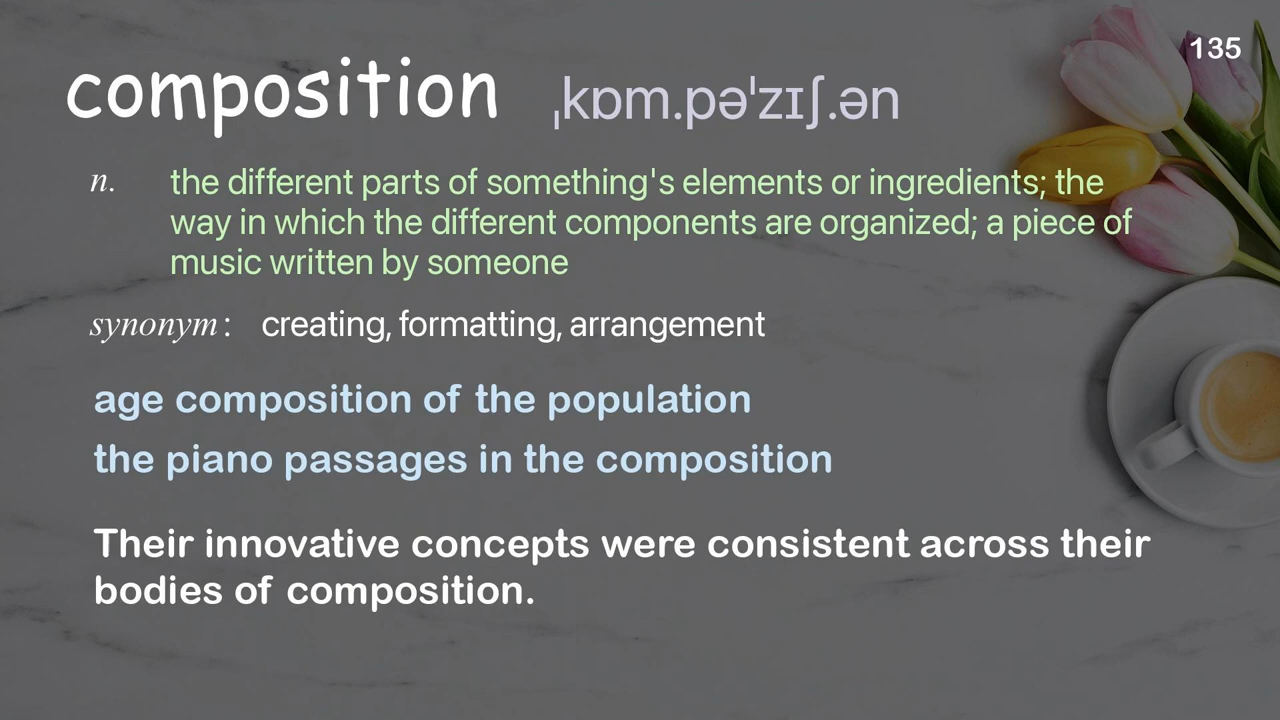 135
composition ˌkɒm.pəˈzɪʃ.ən
n. the different parts of something's elements or ingredients; the
way in which the different components are organized; a piece of
music written by someone
synonym: creating, formatting, arrangement
age composition of the population
the piano passages in the composition
Their innovative concepts were consistent across their
bodies of composition.